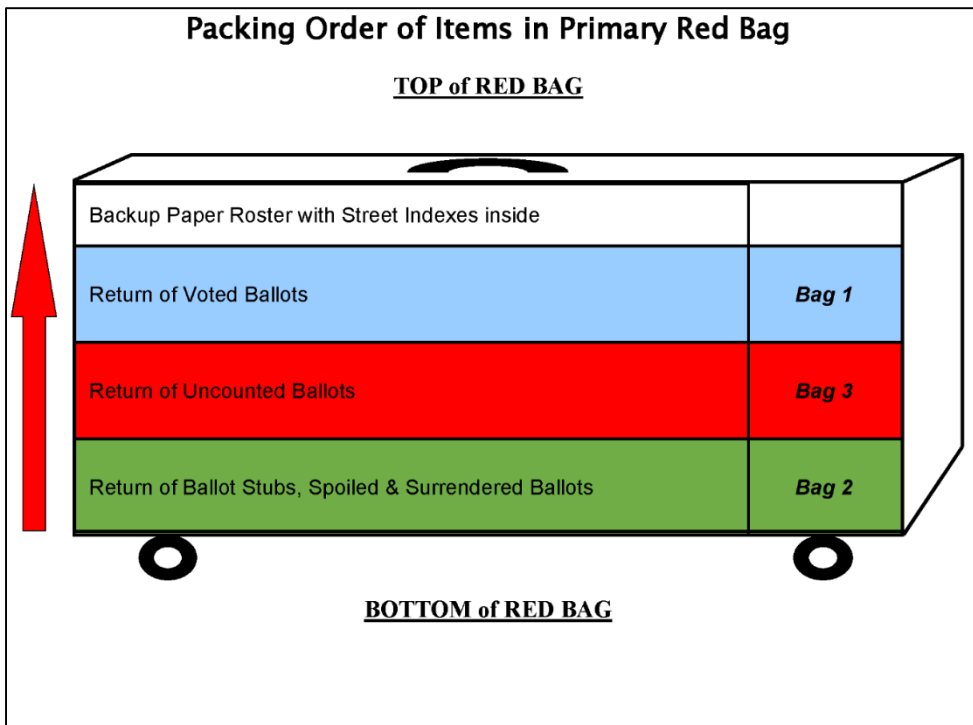 Packing Order of Items in Primary Red Bag
TOP of RED BAG
Backup Paper Roster with Street Indexes inside
Return of Voted Ballots
Bag 1
Return of Uncounted Ballots
Bag 3
Return of Ballot Stubs, Spoiled & Surrendered Ballots
Bag 2
BOTTOM of RED BAG